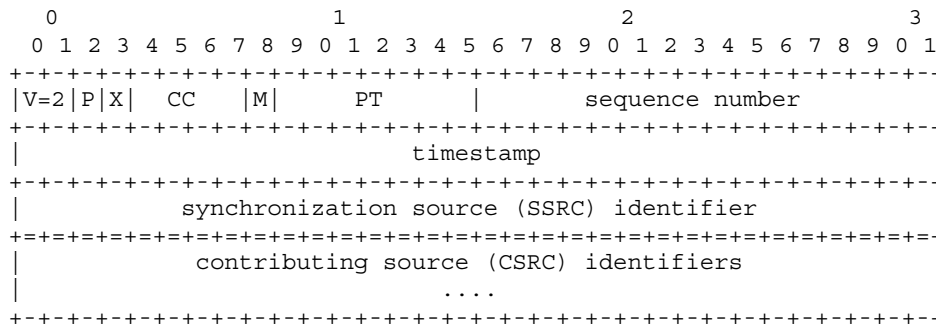 0                   1                   2                   3
0 1 2 3 4 5 6 7 8 9 0 1 2 3 4 5 6 7 8 9 0 1 2 3 4 5 6 7 8 9 0 1
+-+-+-+-+-+-+-+-+-+-+-+-+-+-+-+-+-+-+-+-+-+-+-+-+-+-+-+-+-+-+-+-
|V=2|P|X|  CC   |M|     PT      |       sequence number
+-+-+-+-+-+-+-+-+-+-+-+-+-+-+-+-+-+-+-+-+-+-+-+-+-+-+-+-+-+-+-+-
|                           timestamp
+-+-+-+-+-+-+-+-+-+-+-+-+-+-+-+-+-+-+-+-+-+-+-+-+-+-+-+-+-+-+-+-
|           synchronization source (SSRC) identifier
+=+=+=+=+=+=+=+=+=+=+=+=+=+=+=+=+=+=+=+=+=+=+=+=+=+=+=+=+=+=+=+-
|            contributing source (CSRC) identifiers
|                             ....
+-+-+-+-+-+-+-+-+-+-+-+-+-+-+-+-+-+-+-+-+-+-+-+-+-+-+-+-+-+-+-+-